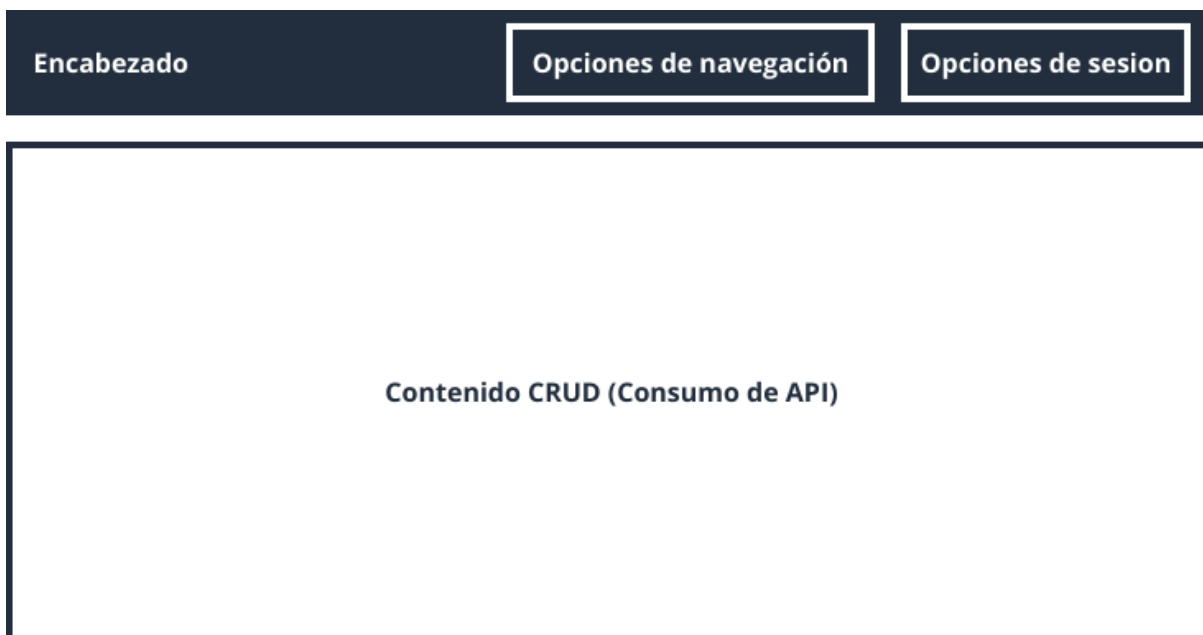 Encabezado
Opciones de navegación
Opciones de sesion
Contenido CRUD (Consumo de API)